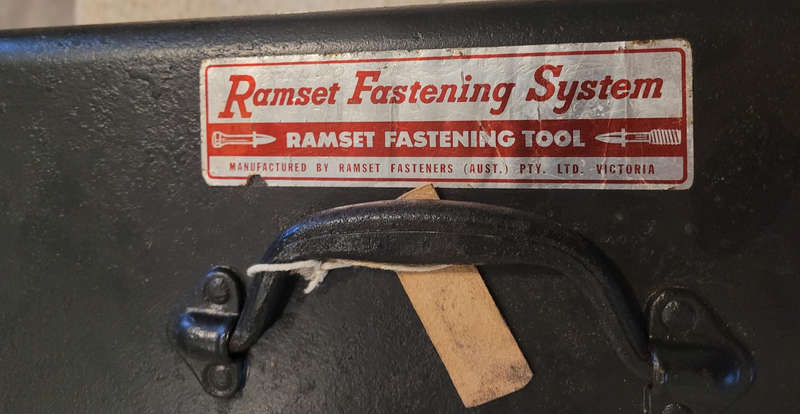 Ramset Fastening System
RAMSET FASTENING TOOL
MANUFACTURED BY RAMSET FASTENERS (AUST.) PTY. LTD. VICTORIA